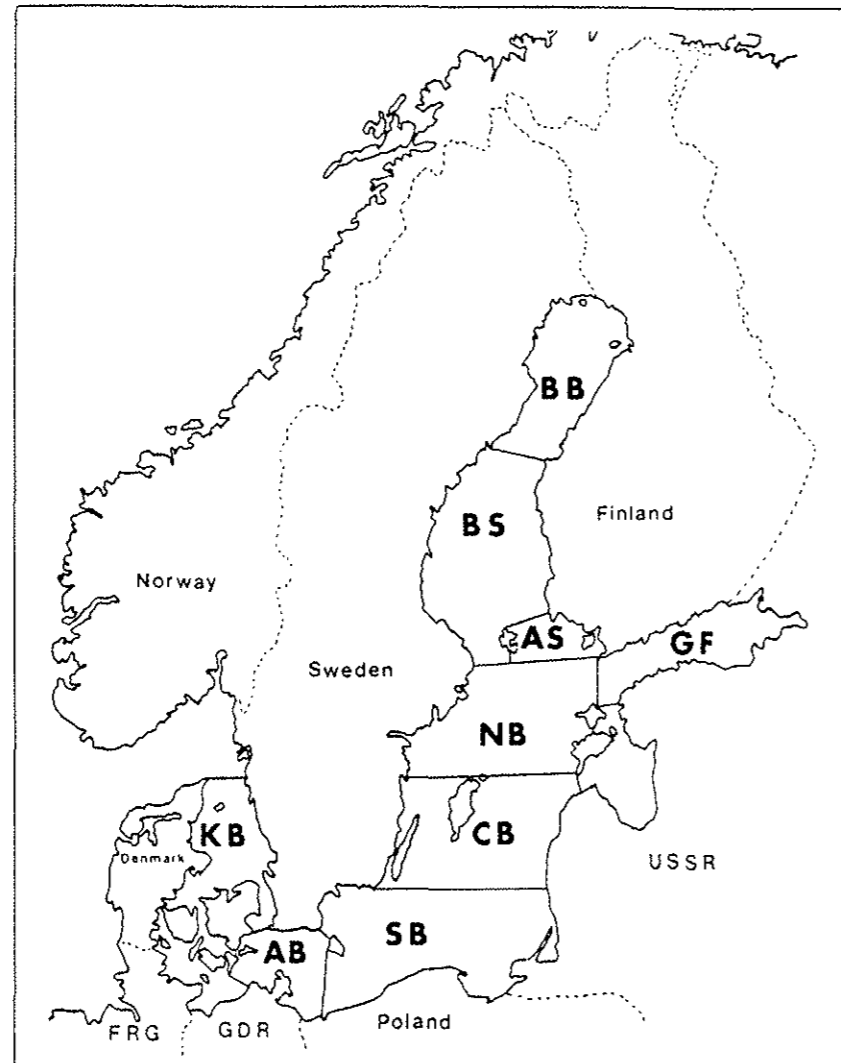 BB
BS
Finland
Norway
AS
GF
Sweden
NB
KB
CB
Denmark
USSR
SB
AB
FRG
GDR
Poland